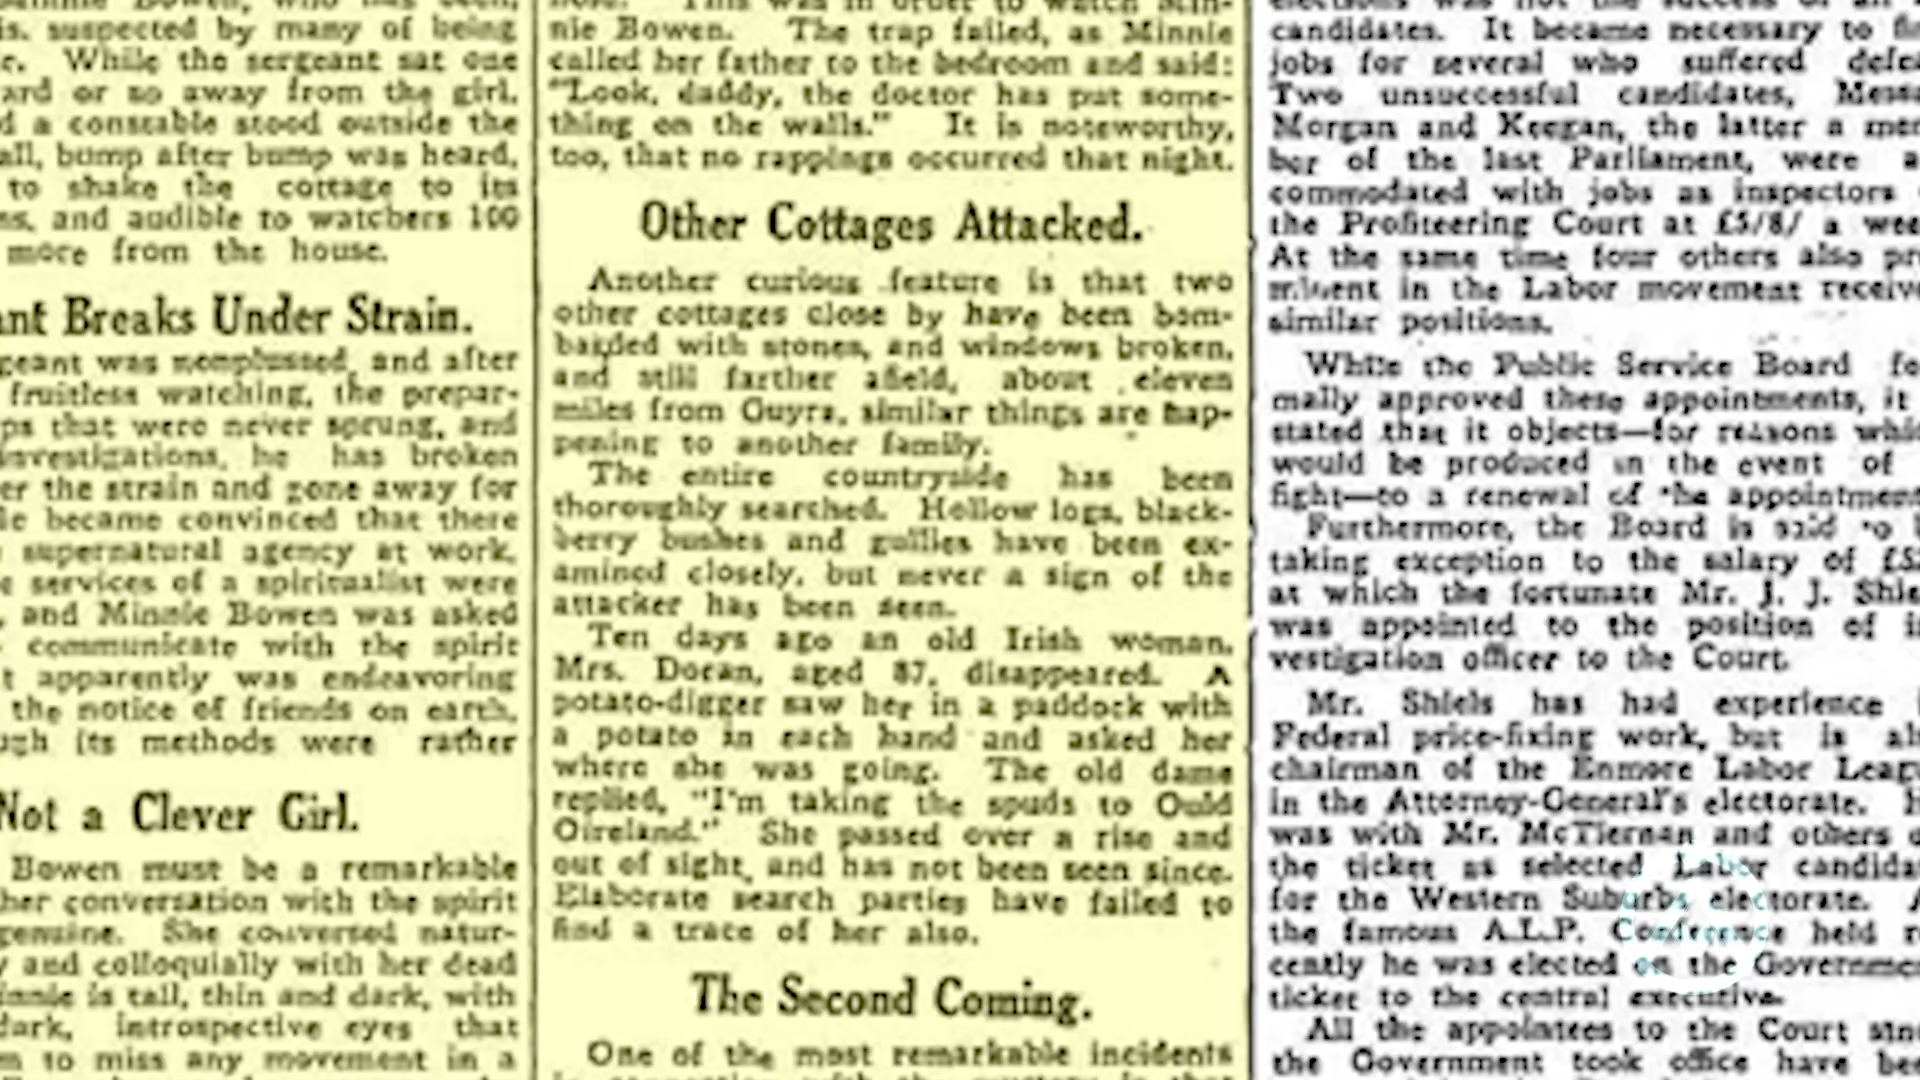 is. suspected by many of being
r. While the sergeant sat one
ard or so away from the girl,
d a constable stood outside the
all, bump after bump was heard,
to shake the cottage to its
ns, and audible to watchers 100
more from the house.
ant Breaks Under Strain.
geant was nonplussed, and after
fruitless watching, the prepar-
ps that were never sprung, and
investigations, he has broken
er the strain and gone away for
le became convinced that there
supernatural agency at work,
e services of a spiritualist were
, and Minnie Bowen was asked
communicate with the spirit
t apparently was endeavoring
the notice of friends on earth,
ugh its methods were rather
Not a Clever Girl.
Bowen must be a remarkable
her conversation with the spirit
genuine. She conversed natur-
y and colloquially with her dead
innie is tall, thin and dark, with
dark, introspective eyes that
m to miss any movement in a
nie Bowen. The trap failed, as Minnie
called her father to the bedroom and said:
"Look, daddy, the doctor has put some-
thing on the walls." It is noteworthy,
too, that no rappings occurred that night.
Other Cottages Attacked.
Another curious feature is that two
other cottages close by have been bom-
barded with stones, and windows broken,
and still farther afield, about eleven
miles from Guyra, similar things are hap-
pening to another family.
The entire countryside has been
thoroughly searched. Hollow logs, black-
berry bushes and gullies have been ex-
amined closely, but never a sign of the
attacker has been seen.
Ten days ago an old Irish woman,
Mrs. Doran, aged 87, disappeared. A
potato-digger saw her in a paddock with
a potato in each hand and asked her
where she was going. The old dame
replied, "I'm taking the spuds to Ould
Oireland." She passed over a rise and
out of sight, and has not been seen since.
Elaborate search parties have failed to
find a trace of her also.
The Second Coming.
One of the most remarkable incidents
candidates. It became necessary to fi
jobs for several who suffered defea
Two unsuccessful candidates, Mess
Morgan and Keegan, the latter a mem
ber of the last Parliament, were a
commodated with jobs as inspectors
the Profiteering Court at £5/8/ a wee
At the same time four others also pr
minent in the Labor movement receive
similar positions.
While the Public Service Board fo
mally approved these appointments, it
stated that it objects—for reasons whi
would be produced in the event of
fight—to a renewal of the appointment
Furthermore, the Board is said to b
taking exception to the salary of £5
at which the fortunate Mr. J. J. Shie
was appointed to the position of i
vestigation officer to the Court.
Mr. Shiels has had experience i
Federal price-fixing work, but is al
chairman of the Enmore Labor Leag
in the Attorney-General's electorate. H
was with Mr. McTiernan and others o
the ticket as selected Labor candida
for the Western Suburbs electorate. A
the famous A.L.P. Conference held r
cently he was elected on the Governme
ticket to the central executive.
All the appointees to the Court sin
the Government took office have bee